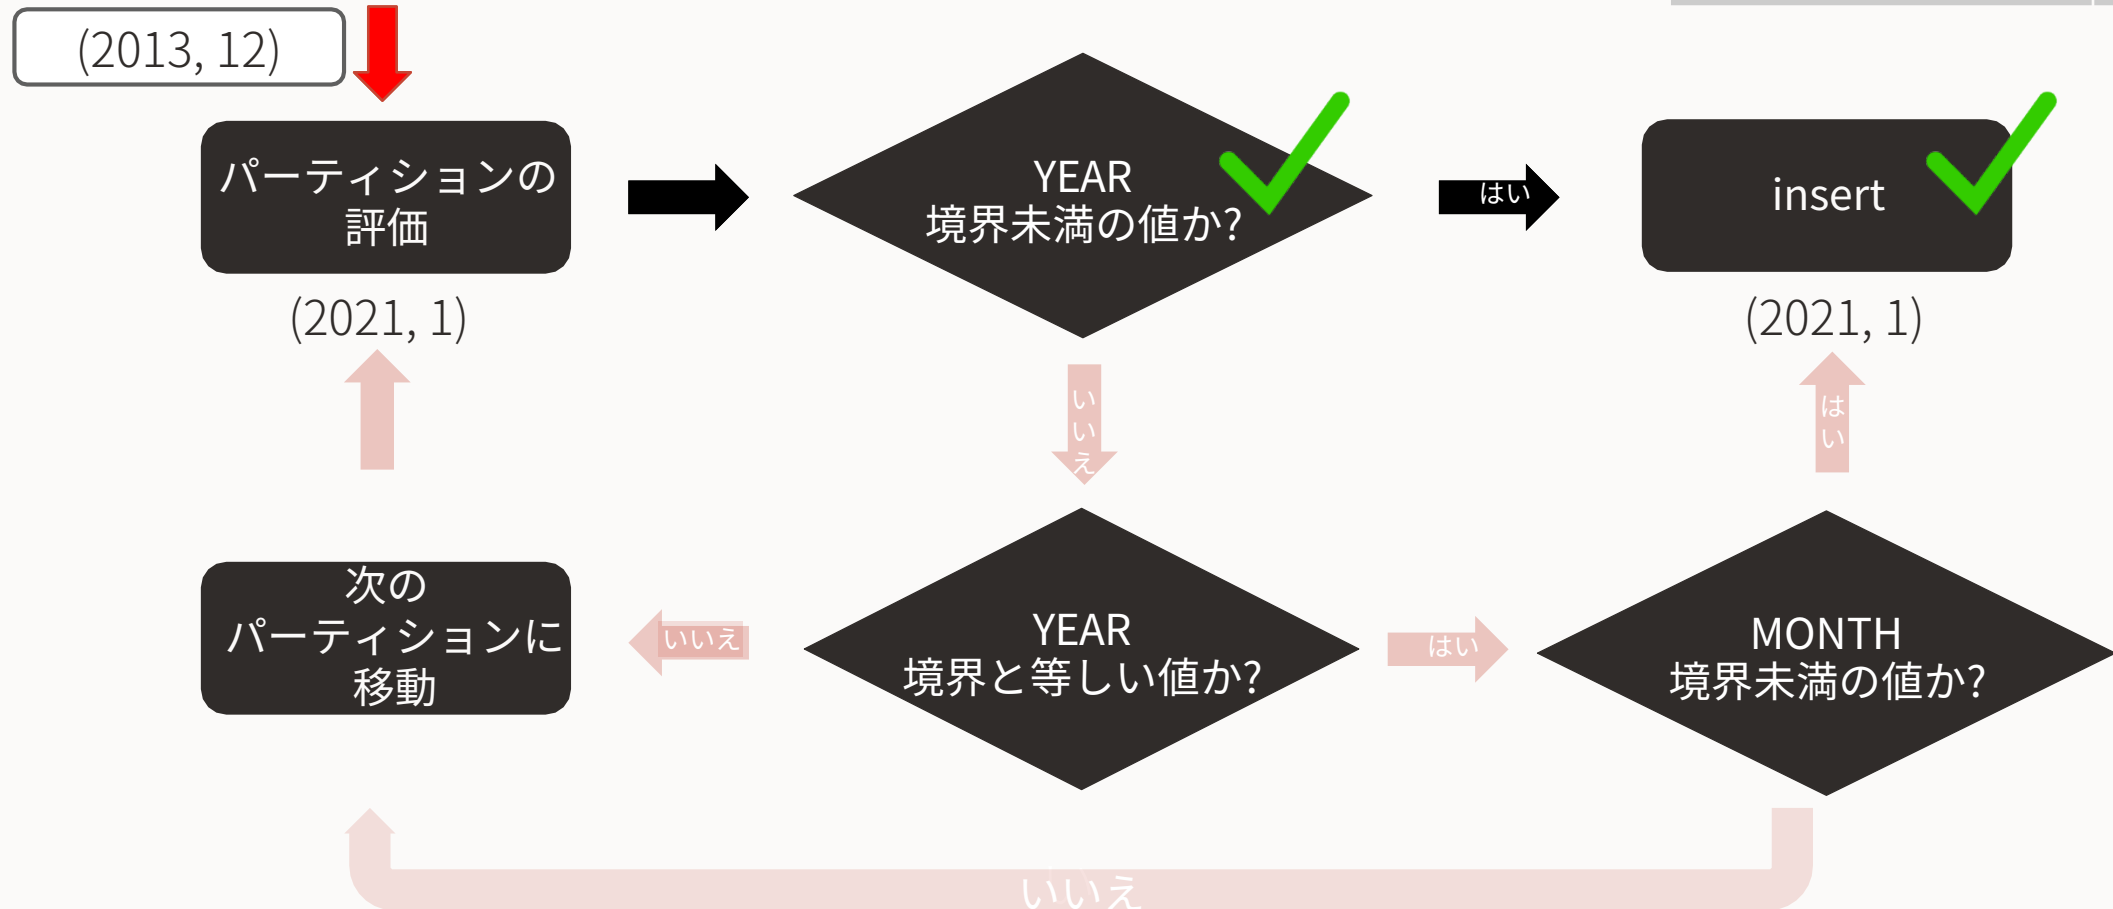 (2013, 12)
パーティションの
評価
(2021, 1)
YEAR
境界未満の値か?
はい
insert
(2021, 1)
いいえ
はい
次の
パーティションに
移動
いいえ
YEAR
境界と等しい値か?
はい
MONTH
境界未満の値か?
いいえ